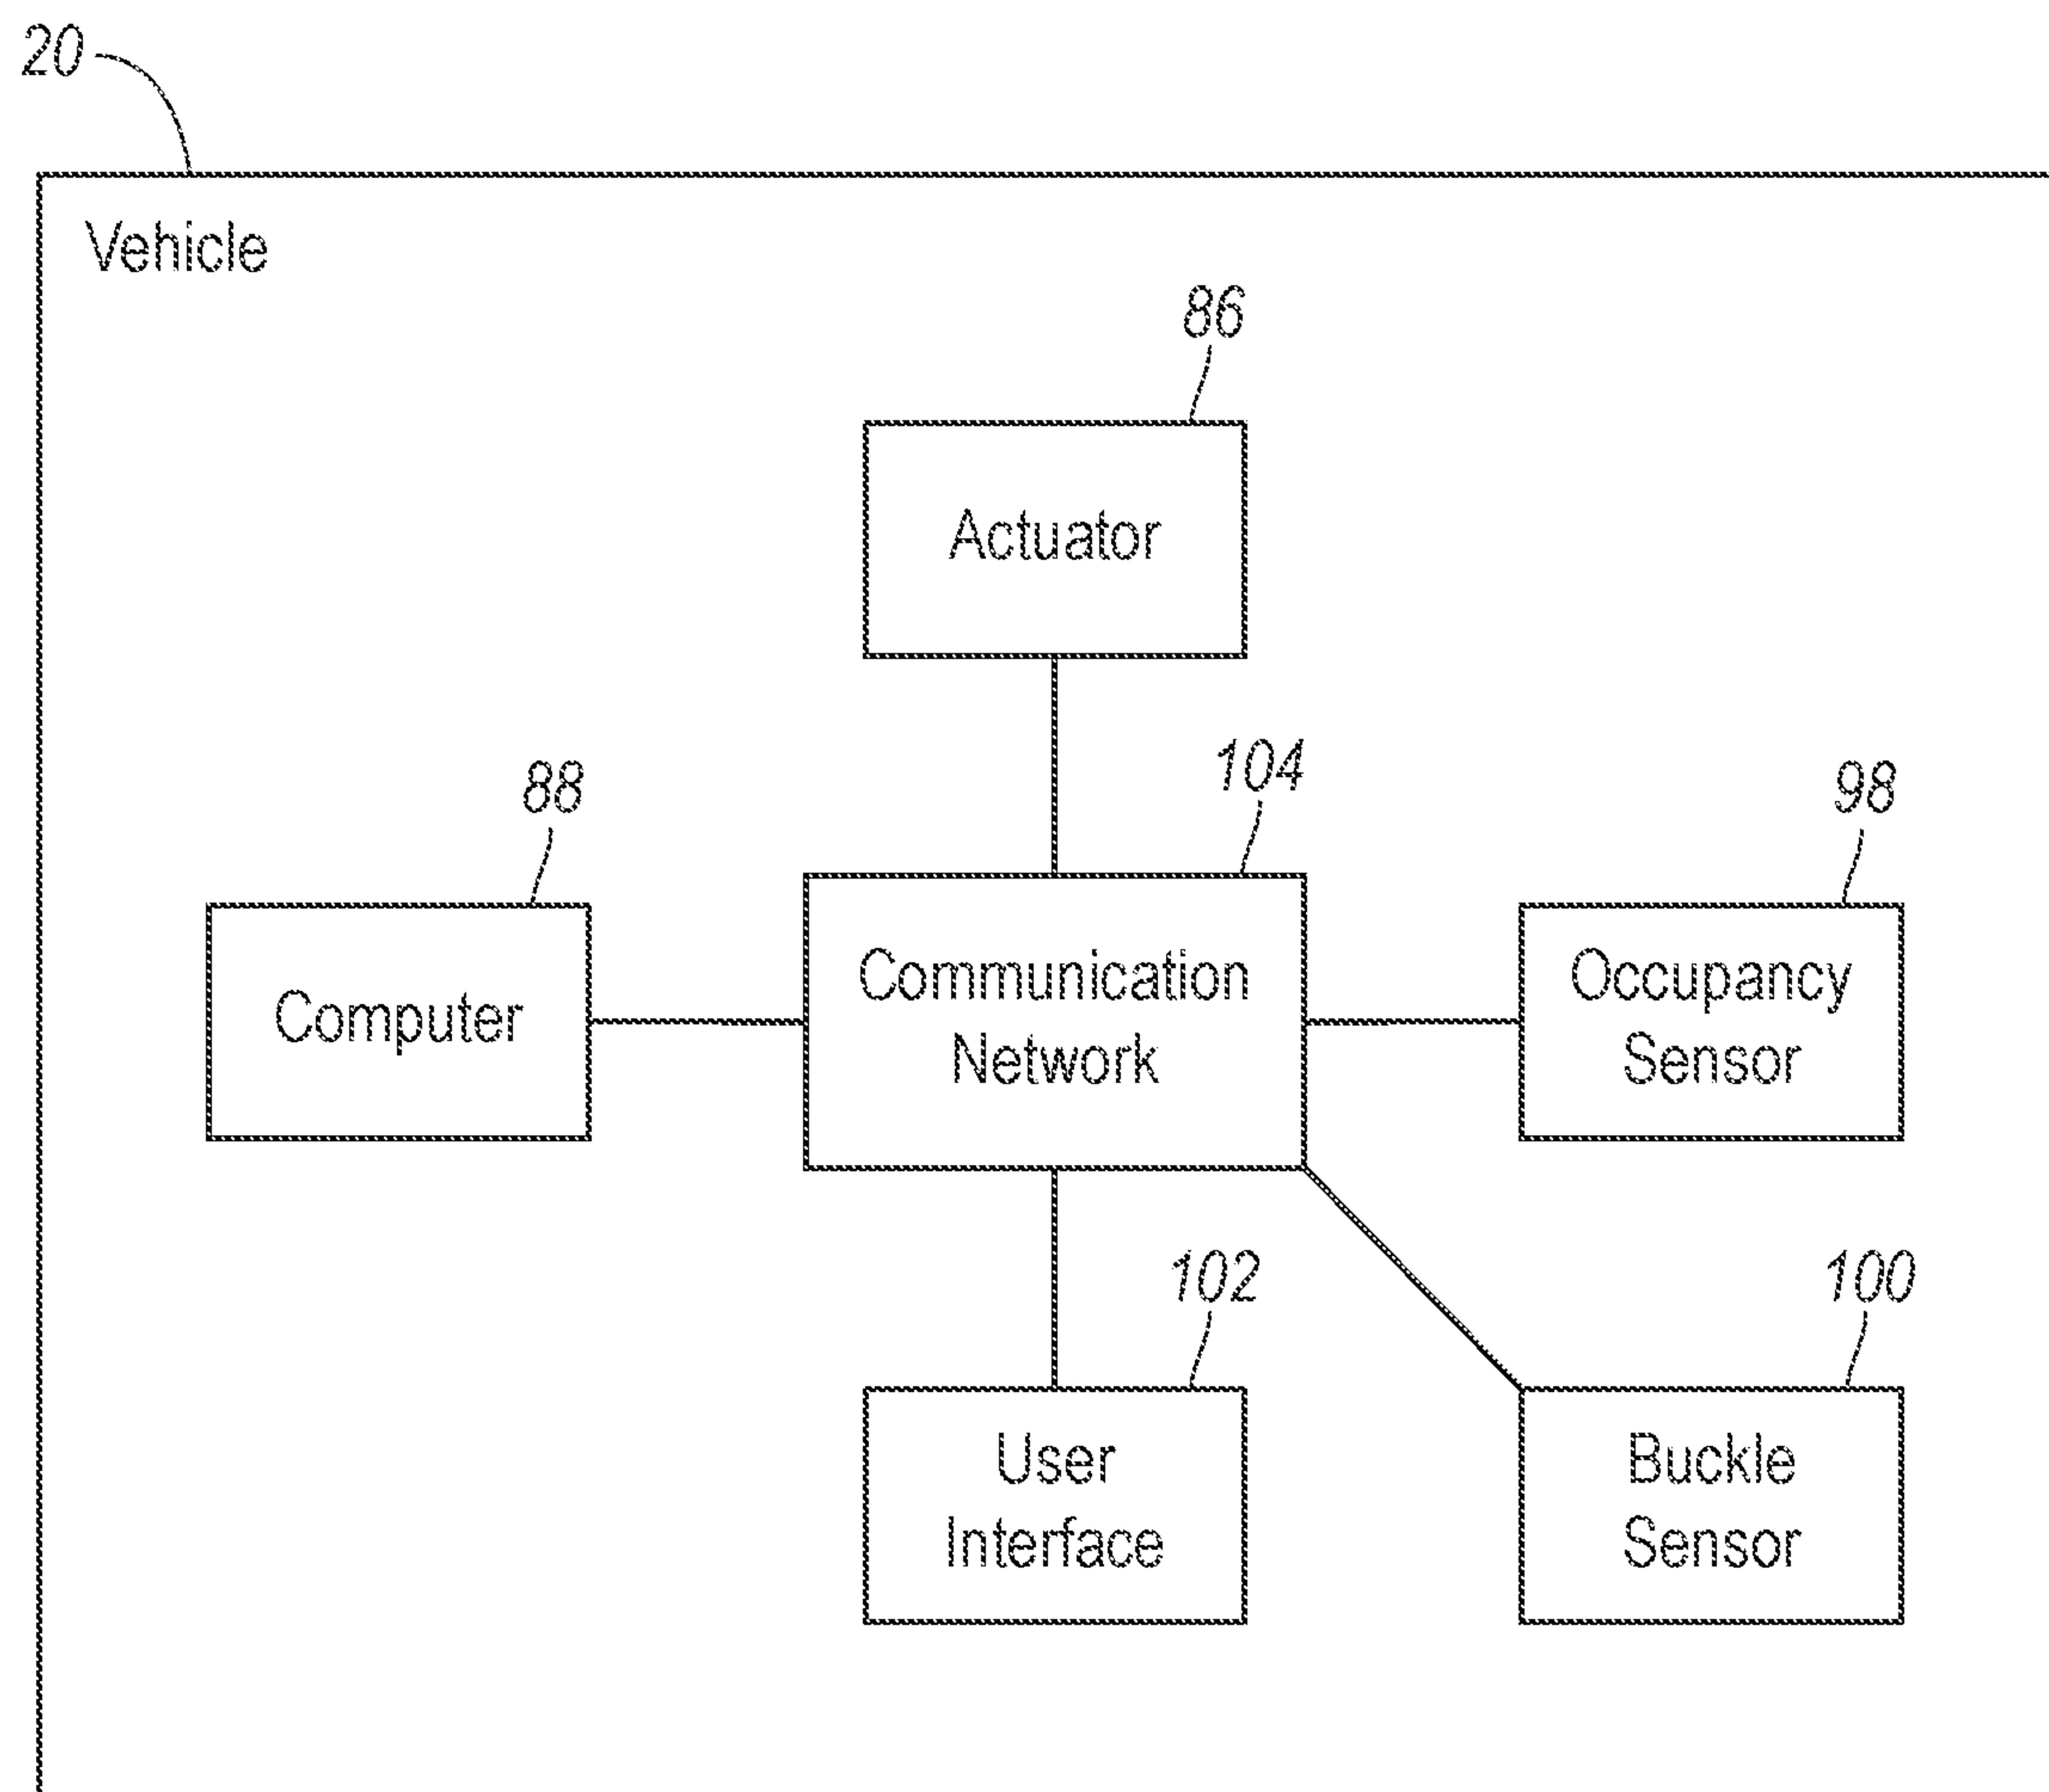 20
Vehicle
86
Actuator
104
88
98
Communication
Network
Computer
Occupancy
Sensor
102
100
User
Interface
Buckle
Sensor